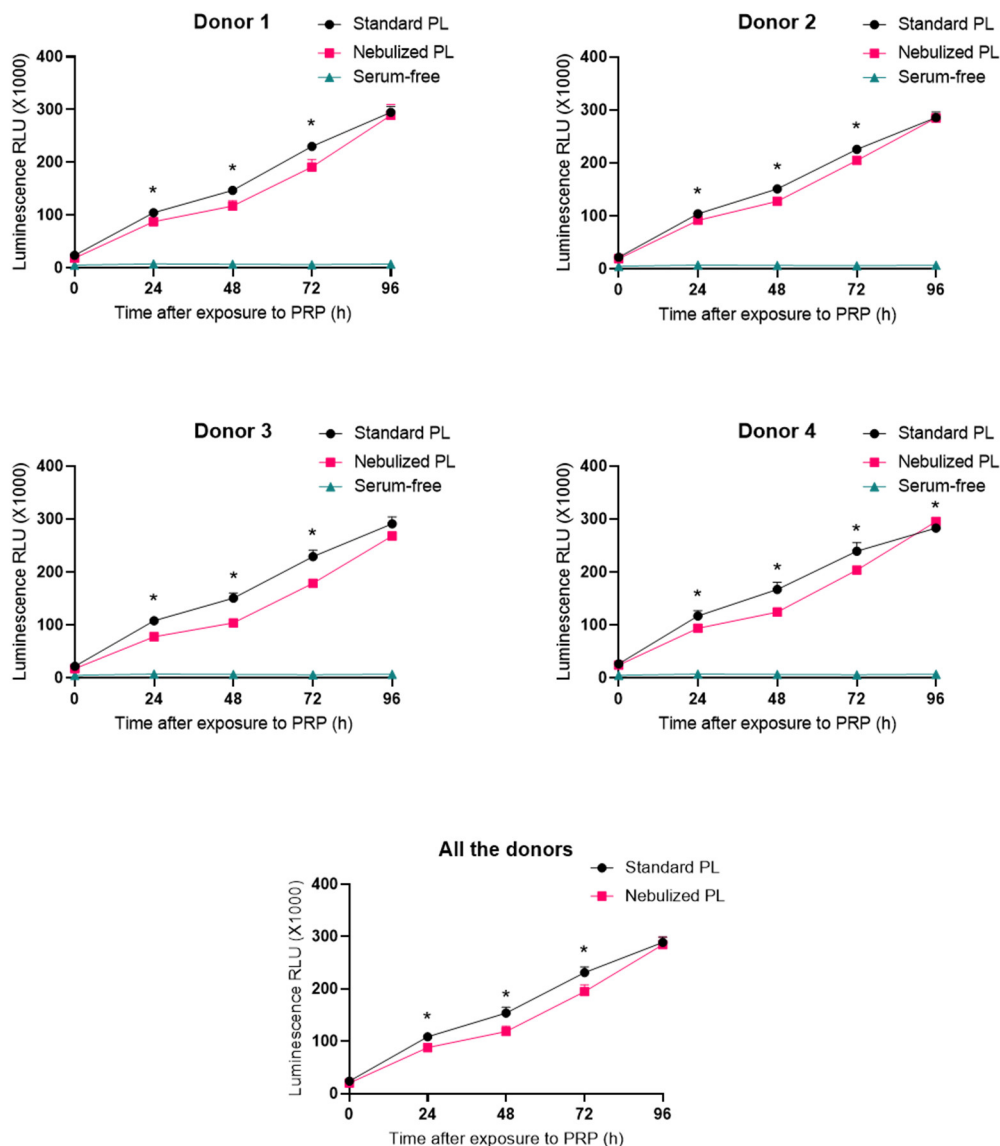 Donor 1
Standard PL
Nebulized PL
Serum-free
Luminescence RLU (X1000)
400
300
200
100
0
*
*
*
0 24 48 72 96
Time after exposure to PRP (h)
Donor 2
Standard PL
Nebulized PL
Serum-free
Luminescence RLU (X1000)
400
300
200
100
0
*
*
*
0 24 48 72 96
Time after exposure to PRP (h)
Donor 3
Standard PL
Nebulized PL
Serum-free
Luminescence RLU (X1000)
400
300
200
100
0
*
*
*
0 24 48 72 96
Time after exposure to PRP (h)
Donor 4
Standard PL
Nebulized PL
Serum-free
Luminescence RLU (X1000)
400
300
200
100
0
*
*
*
*
0 24 48 72 96
Time after exposure to PRP (h)
All the donors
Standard PL
Nebulized PL
Luminescence RLU (X1000)
400
300
200
100
0
*
*
*
0 24 48 72 96
Time after exposure to PRP (h)